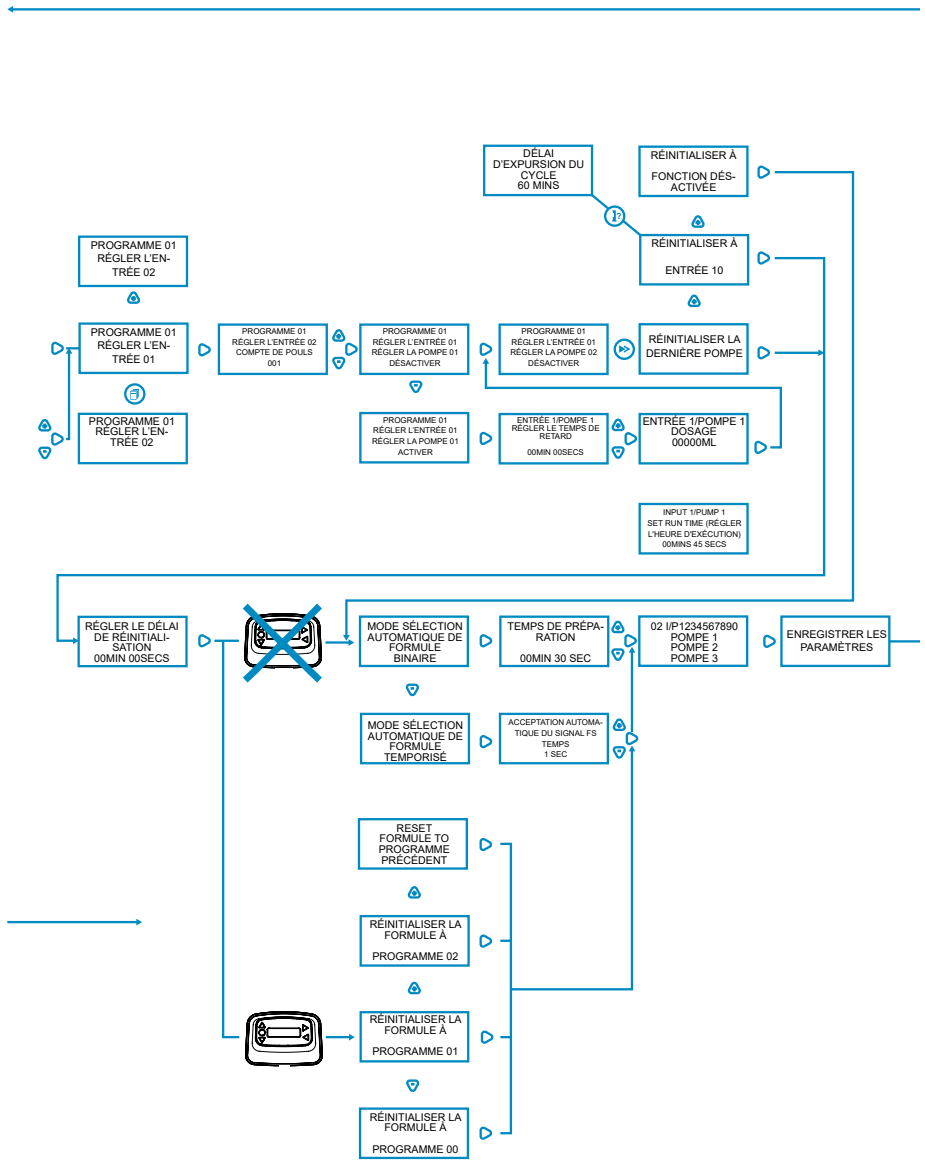 DÉLAI
D'EXPURSION DU
CYCLE
60 MINS
RÉINITIALISER À
FONCTION DÉS-
ACTIVÉE
1?
PROGRAMME 01
RÉGLER L'EN-
TRÉE 02
RÉINITIALISER À
ENTRÉE 10
PROGRAMME 01
RÉGLER L'EN-
TRÉE 01
PROGRAMME 01
RÉGLER L'ENTRÉE 02
COMPTE DE POULS
001
PROGRAMME 01
RÉGLER L'ENTRÉE 01
RÉGLER LA POMPE 01
DÉSACTIVER
PROGRAMME 01
RÉGLER L'ENTRÉE 01
RÉGLER LA POMPE 02
DÉSACTIVER
RÉINITIALISER LA
DERNIÈRE POMPE
PROGRAMME 01
RÉGLER L'EN-
TRÉE 02
PROGRAMME 01
RÉGLER L'ENTRÉE 01
RÉGLER LA POMPE 01
ACTIVER
ENTRÉE 1/POMPE 1
RÉGLER LE TEMPS DE
RETARD
00MIN 00SECS
ENTRÉE 1/POMPE 1
DOSAGE
00000ML
INPUT 1/PUMP 1
SET RUN TIME (RÉGLER
L'HEURE D'EXÉCUTION)
00MINS 45 SECS
RÉGLER LE DÉLAI
DE RÉINITIALI-
SATION
00MIN 00SECS
MODE SÉLECTION
AUTOMATIQUE DE
FORMULE
BINAIRE
TEMPS DE PRÉPA-
RATION
00MIN 30 SEC
02 I/P1234567890
POMPE 1
POMPE 2
POMPE 3
ENREGISTRER LES
PARAMÈTRES
MODE SÉLECTION
AUTOMATIQUE DE
FORMULE
TEMPORISÉ
ACCEPTATION AUTOMA-
TIQUE DU SIGNAL FS
TEMPS
1 SEC
RESET
FORMULE TO
PROGRAMME
PRÉCÉDENT
RÉINITIALISER LA
FORMULE À
PROGRAMME 02
RÉINITIALISER LA
FORMULE À
PROGRAMME 01
RÉINITIALISER LA
FORMULE À
PROGRAMME 00